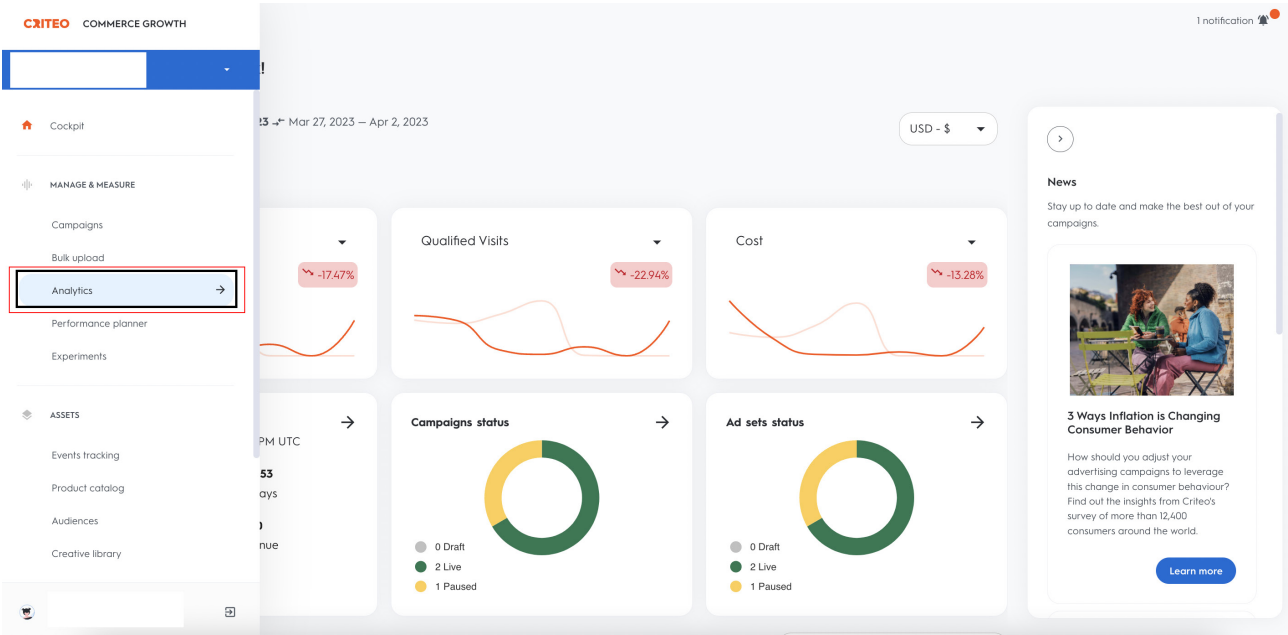 CRITEO COMMERCE GROWTH
1 notification
!
Cockpit
23 Mar 27, 2023 — Apr 2, 2023
USD - $
MANAGE & MEASURE
Campaigns
Bulk upload
Analytics
Performance planner
Experiments
ASSETS
Events tracking
Product catalog
Audiences
Creative library
-17.47%
Qualified Visits
-22.94%
Cost
-13.28%
PM UTC
53
ays
nue
Campaigns status
0 Draft
2 Live
1 Paused
Ad sets status
0 Draft
2 Live
1 Paused
News
Stay up to date and make the best out of your
campaigns.
3 Ways Inflation is Changing
Consumer Behavior
How should you adjust your
advertising campaigns to leverage
this change in consumer behaviour?
Find out the insights from Criteo's
survey of more than 12,400
consumers around the world.
Learn more